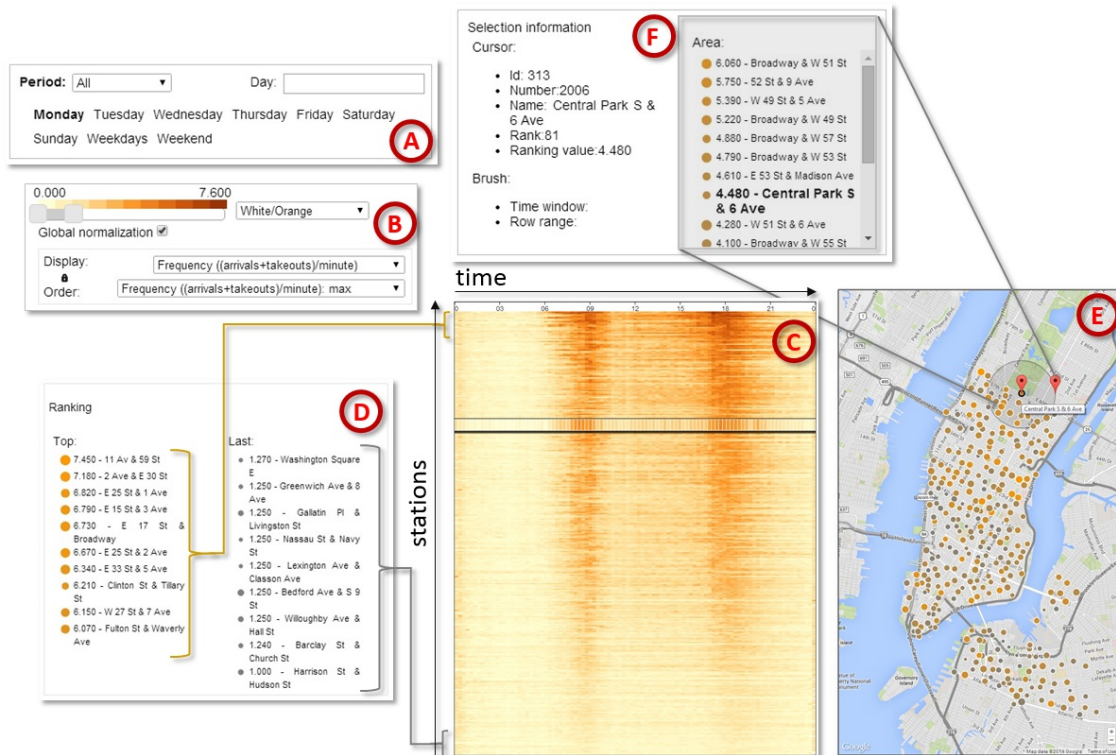 Selection information
Cursor:
F
• Id: 313
• Number:2006
• Name: Central Park S &
6 Ave
• Rank:81
• Ranking value:4.480
Brush:
• Time window:
• Row range:
Area:
6.060 - Broadway & W 51 St
5.750 - 52 St & 9 Ave
5.390 - W 49 St & 5 Ave
5.220 - Broadway & W 49 St
4.880 - Broadway & W 57 St
4.790 - Broadway & W 53 St
4.610 - E 53 St & Madison Ave
4.480 - Central Park S
& 6 Ave
4.280 - W 51 St & 6 Ave
4.100 - Broadway & W 55 St
Period: All
Day:
Monday Tuesday Wednesday Thursday Friday Saturday
Sunday Weekdays Weekend
A
0.000 7.600
White/Orange
B
Global normalization
Display: Frequency ((arrivals+takeouts)/minute)
Order: Frequency ((arrivals+takeouts)/minute): max
time
0 03 06 09 12 15 18 21 0
C
stations
Ranking
D
Top:
7.450 - 11 Av & 59 St
7.180 - 2 Ave & E 30 St
6.820 - E 25 St & 1 Ave
6.790 - E 15 St & 3 Ave
6.730 - E 17 St &
Broadway
6.670 - E 25 St & 2 Ave
6.340 - E 33 St & 5 Ave
6.210 - Clinton St & Tillary
St
6.150 - W 27 St & 7 Ave
6.070 - Fulton St & Waverly
Ave
Last:
1.270 - Washington Square
E
1.250 - Greenwich Ave & 8
Ave
1.250 - Gallatin Pl &
Livingston St
1.250 - Nassau St & Navy
St
1.250 - Lexington Ave &
Classon Ave
1.250 - Bedford Ave & S 9
St
1.250 - Willoughby Ave &
Hall St
1.240 - Barclay St &
Church St
1.000 - Harrison St &
Hudson St
E
Central Park S & 6 Ave
Governors
Island
Google
Map data ©2014 Google